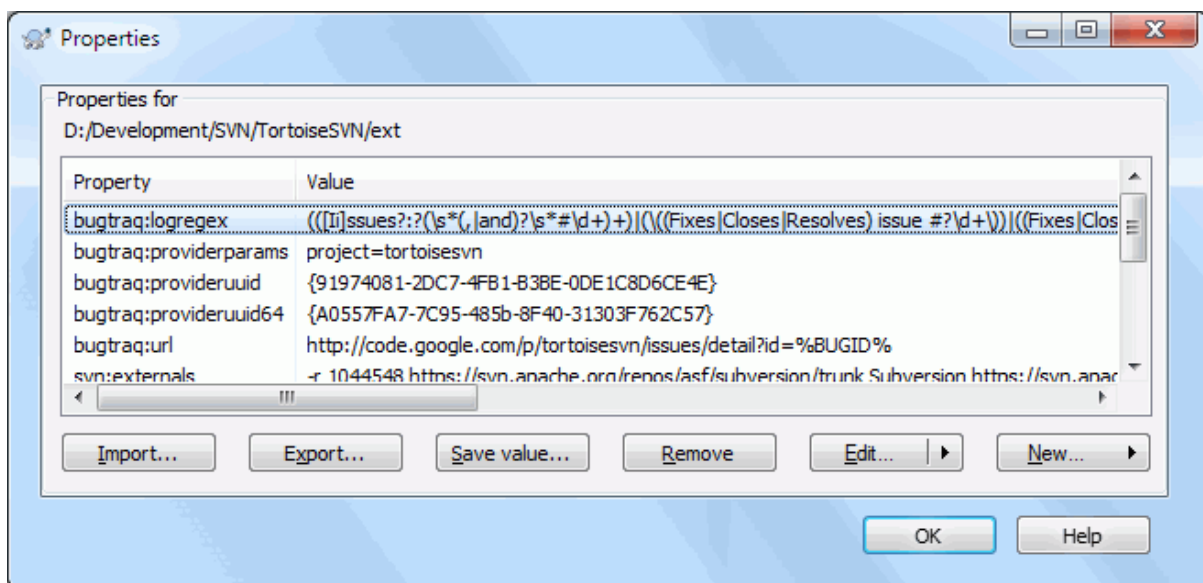 Properties
Properties for
D:/Development/SVN/TortoiseSVN/ext
Property Value
bugtraq:logregex (([Ii]ssues?:?(\s*(,|and)?\s*#\d+)+)|(\((Fixes|Closes|Resolves) issue #?\d+\))|((Fixes|Clos
bugtraq:providerparams project=tortoisesvn
bugtraq:provideruuid {91974081-2DC7-4FB1-B3BE-0DE1C8D6CE4E}
bugtraq:provideruuid64 {A0557FA7-7C95-485b-8F40-31303F762C57}
bugtraq:url http://code.google.com/p/tortoisesvn/issues/detail?id=%BUGID%
svn:externals -r 1044548 https://svn.apache.org/repos/asf/subversion/trunk Subversion https://svn.apac
Import... Export... Save value... Remove Edit... New...
OK Help